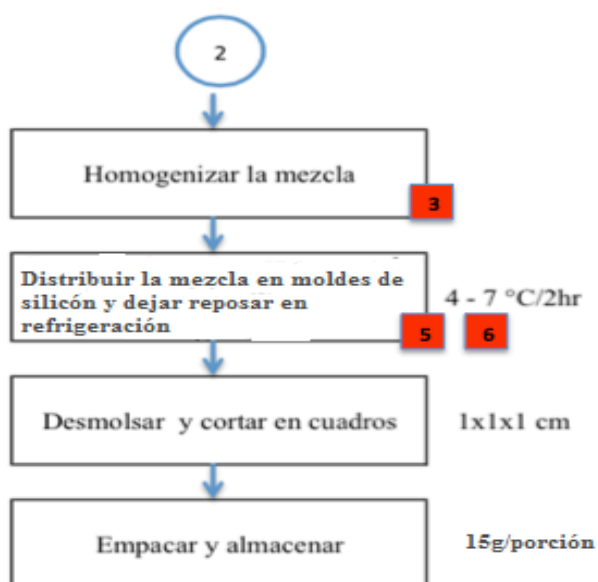 2
Homogenizar la mezcla
3
Distribuir la mezcla en moldes de
silicón y dejar reposar en
refrigeración
4 - 7 °C/2hr
5
6
Desmolsar y cortar en cuadros
1x1x1 cm
Empacar y almacenar
15g/porción